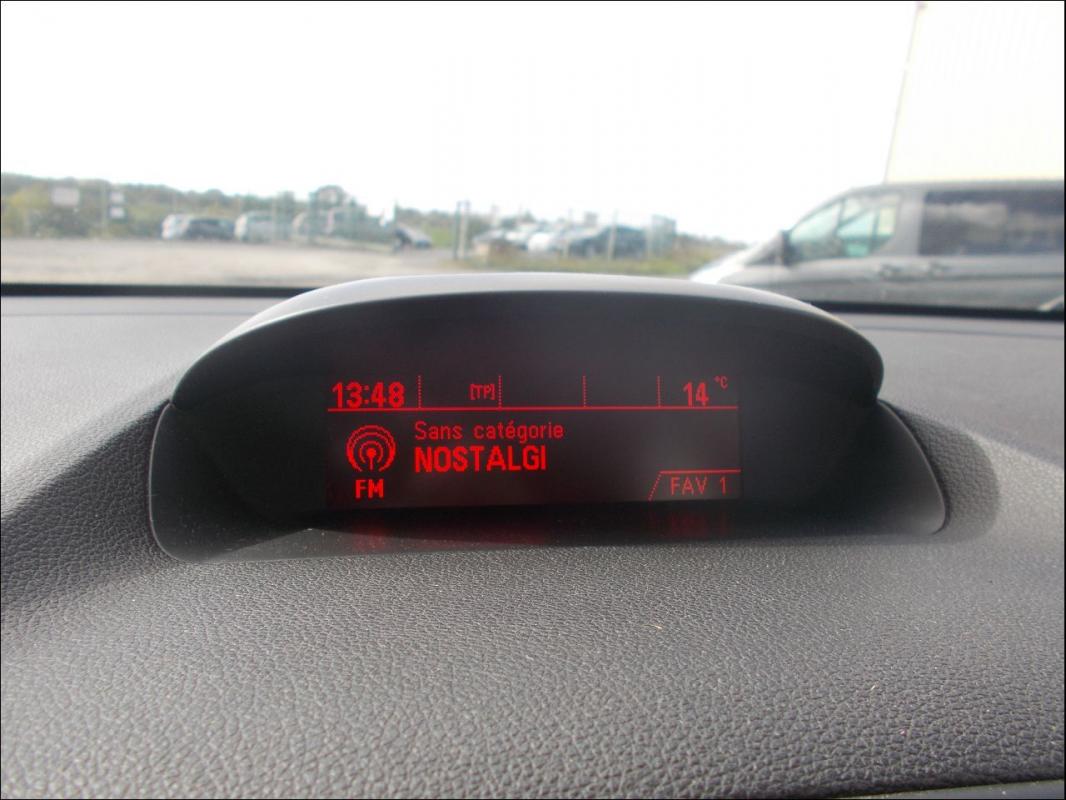 13:48 [TP] 14 °C
Sans catégorie
NOSTALGI
FM FAV 1